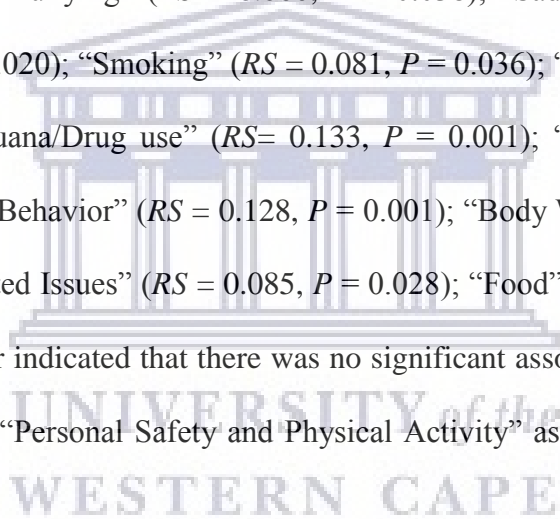 020); “Smoking” (RS = 0.081, P = 0.036); “
uana/Drug use” (RS= 0.133, P = 0.001); “
Behavior” (RS = 0.128, P = 0.001); “Body
ed Issues” (RS = 0.085, P = 0.028); “Food”
r indicated that there was no significant asso
UNIVERSITY of the
“Personal Safety and Physical Activity” as
WESTERN CAPE